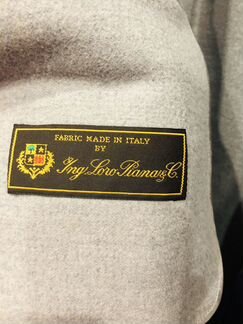 FABRIC MADE IN ITALY
BY
Ing. Loro Piana & C.